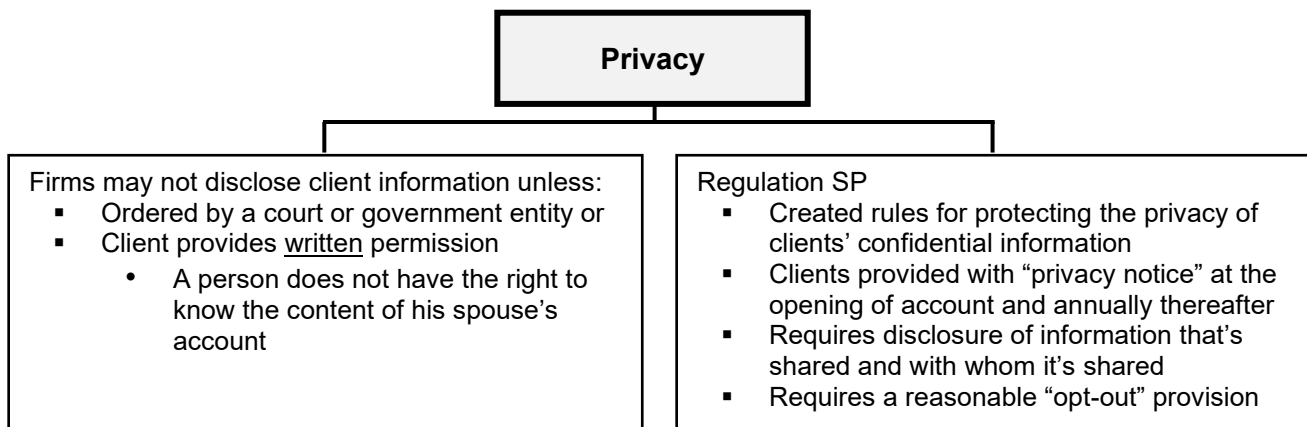 Privacy
Firms may not disclose client information unless:
▪ Ordered by a court or government entity or
▪ Client provides written permission
• A person does not have the right to
know the content of his spouse’s
account
Regulation SP
▪ Created rules for protecting the privacy of
clients’ confidential information
▪ Clients provided with “privacy notice” at the
opening of account and annually thereafter
▪ Requires disclosure of information that’s
shared and with whom it’s shared
▪ Requires a reasonable “opt-out” provision